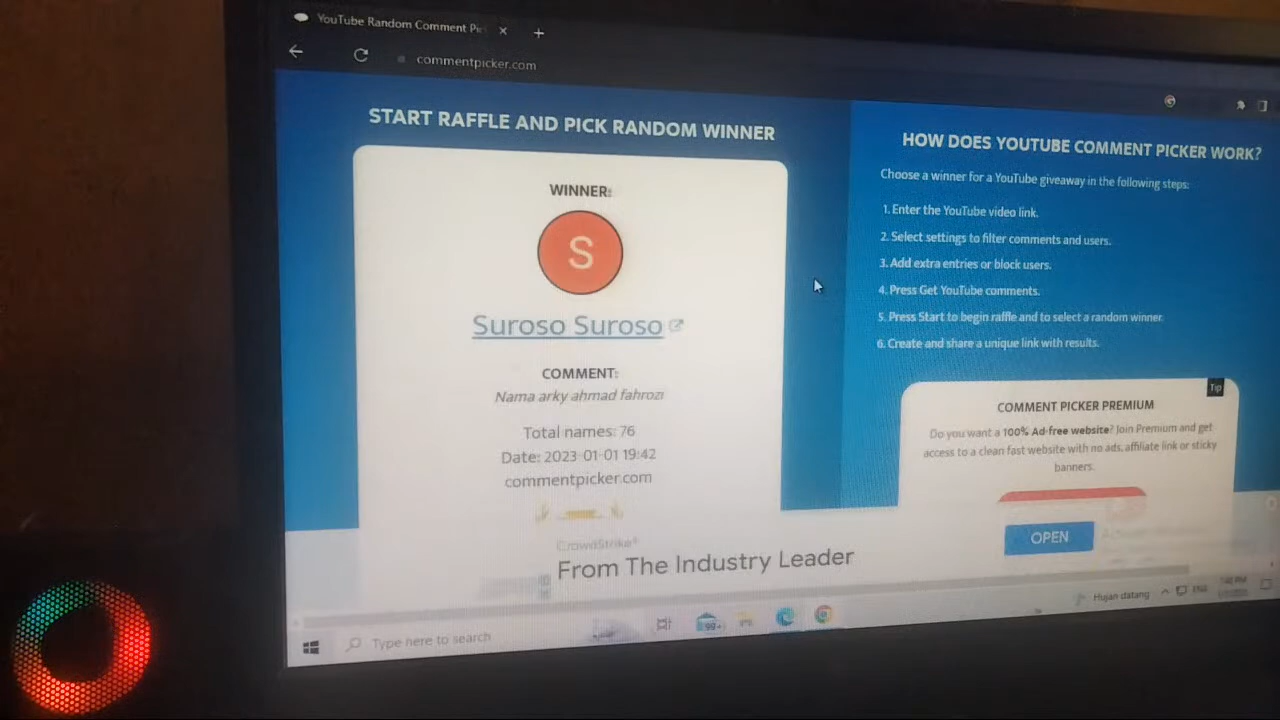 YouTube Random Comment Pic
commentpicker.com
START RAFFLE AND PICK RANDOM WINNER
WINNER:
S
Suroso Suroso
COMMENT:
Nama arky ahmad fahrozi
Total names: 76
Date: 2023-01-01 19:42
commentpicker.com
HOW DOES YOUTUBE COMMENT PICKER WORK?
Choose a winner for a YouTube giveaway in the following steps:
1. Enter the YouTube video link.
2. Select settings to filter comments and users.
3. Add extra entries or block users.
4. Press Get YouTube comments.
5. Press Start to begin raffle and to select a random winner.
6. Create and share a unique link with results.
Tip
COMMENT PICKER PREMIUM
Do you want a 100% Ad-free website? Join Premium and get
access to a clean fast website with no ads, affiliate link or sticky
banners.
CrowdStrike®
From The Industry Leader
OPEN
Type here to search
99+
Hujan datang
ENG